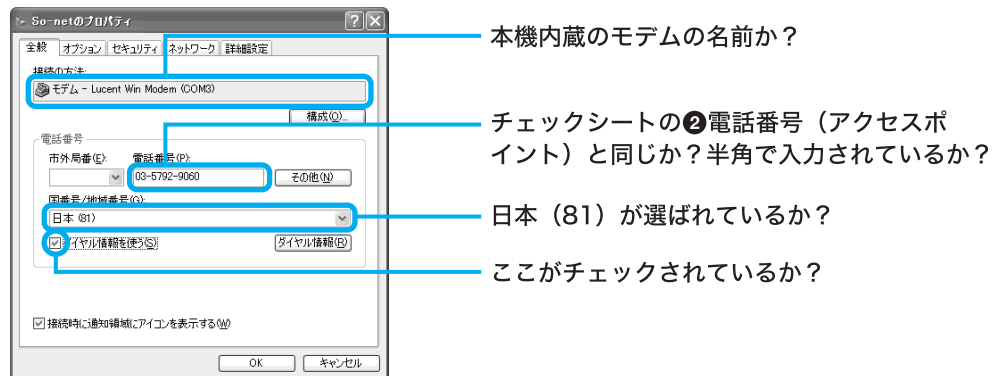 So-netのプロパティ
全般 オプション セキュリティ ネットワーク 詳細設定
接続の方法:
モデム - Lucent Win Modem (COM3)
構成(O)...
電話番号
市外局番(E): 電話番号(P):
03-5792-9060 その他(N)
国番号/地域番号(G):
日本 (81)
ダイヤル情報を使う(S) ダイヤル情報(R)
接続時に通知領域にアイコンを表示する(W)
OK キャンセル
本機内蔵のモデムの名前か？
チェックシートの❷電話番号（アクセスポ
イント）と同じか？半角で入力されているか？
日本（81）が選ばれているか？
ここがチェックされているか？